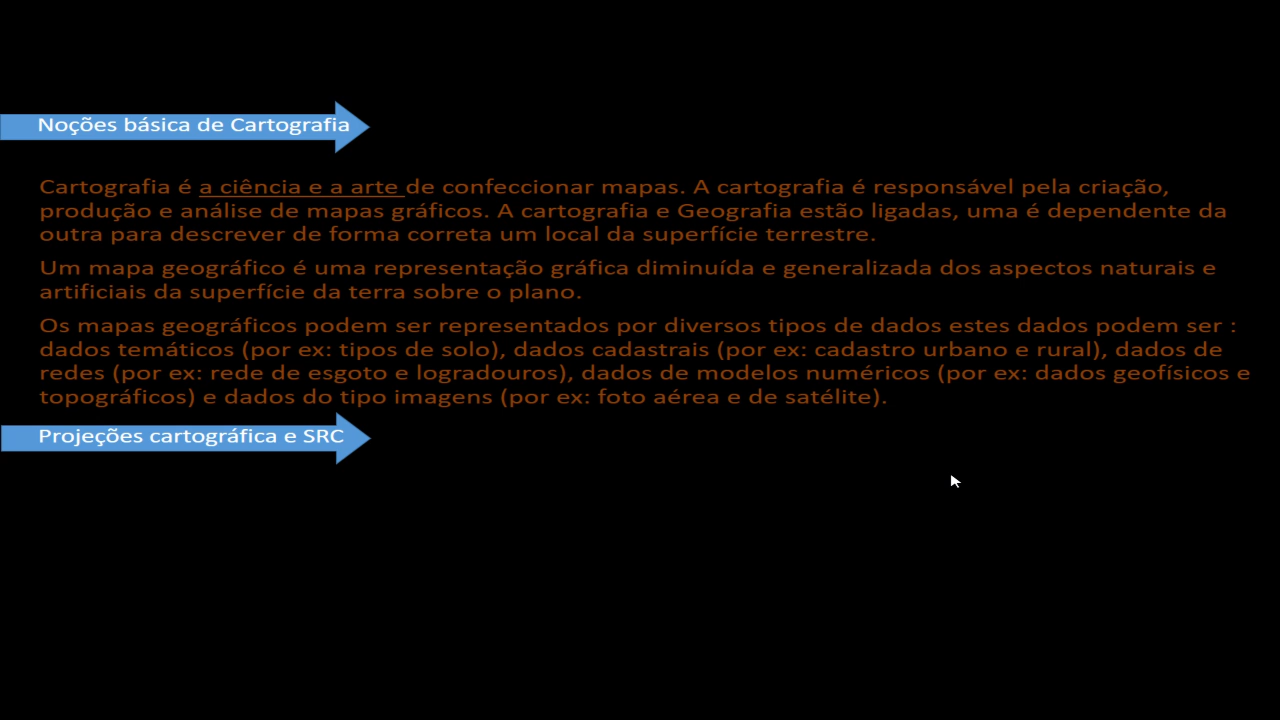 Noções básica de Cartografia
Cartografia é a ciência e a arte de confeccionar mapas. A cartografia é responsável pela criação,
produção e análise de mapas gráficos. A cartografia e Geografia estão ligadas, uma é dependente da
outra para descrever de forma correta um local da superfície terrestre.
Um mapa geográfico é uma representação gráfica diminuída e generalizada dos aspectos naturais e
artificiais da superfície da terra sobre o plano.
Os mapas geográficos podem ser representados por diversos tipos de dados estes dados podem ser :
dados temáticos (por ex: tipos de solo), dados cadastrais (por ex: cadastro urbano e rural), dados de
redes (por ex: rede de esgoto e logradouros), dados de modelos numéricos (por ex: dados geofísicos e
topográficos) e dados do tipo imagens (por ex: foto aérea e de satélite).
Projeções cartográfica e SRC